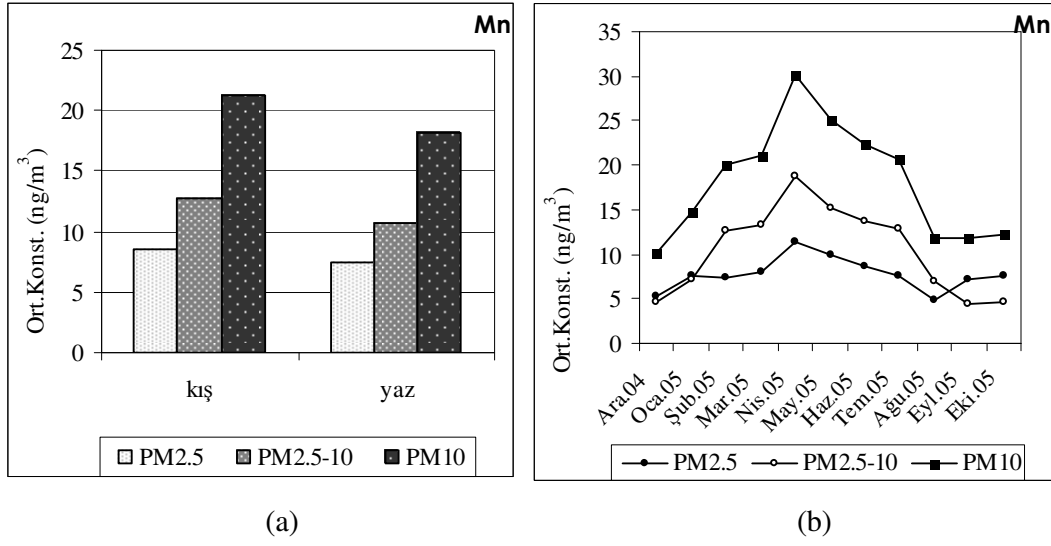 Mn
25
20
15
10
5
0
Ort.Konst. (ng/m³)
kış
yaz
PM2.5 PM2.5-10 PM10
(a)
Mn
35
30
25
20
15
10
5
0
Ort.Konst. (ng/m³)
Ara.04
Oca.05
Şub.05
Mar.05
Nis.05
May.05
Haz.05
Tem.05
Ağu.05
Eyl.05
Eki.05
PM2.5 PM2.5-10 PM10
(b)